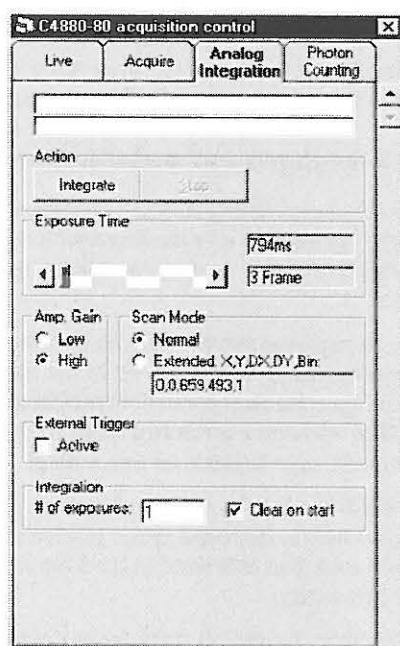 C4880-80 acquisition control
Live
Acquire
Analog Integration
Photon Counting
Action
Integrate
Stop
Exposure Time
794ms
3 Frame
Amp. Gain
Low
High
Scan Mode
Normal
Extended. X,Y,DX,DY,Bin:
0,0,659,493,1
External Trigger
Active
Integration
# of exposures: 1
Clear on start